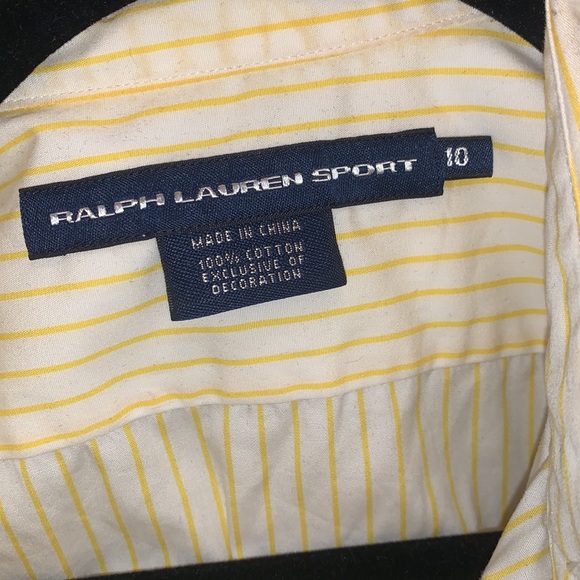 RALPH LAUREN SPORT
10
MADE IN CHINA
100% COTTON
EXCLUSIVE OF
DECORATION